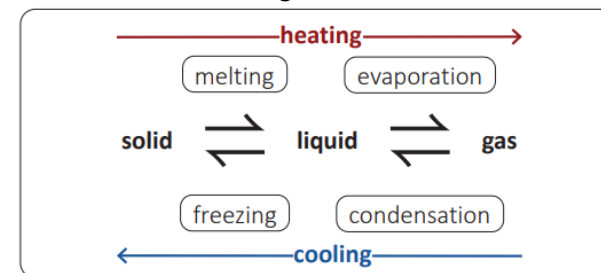 heating
melting evaporation
solid liquid gas
freezing condensation
cooling